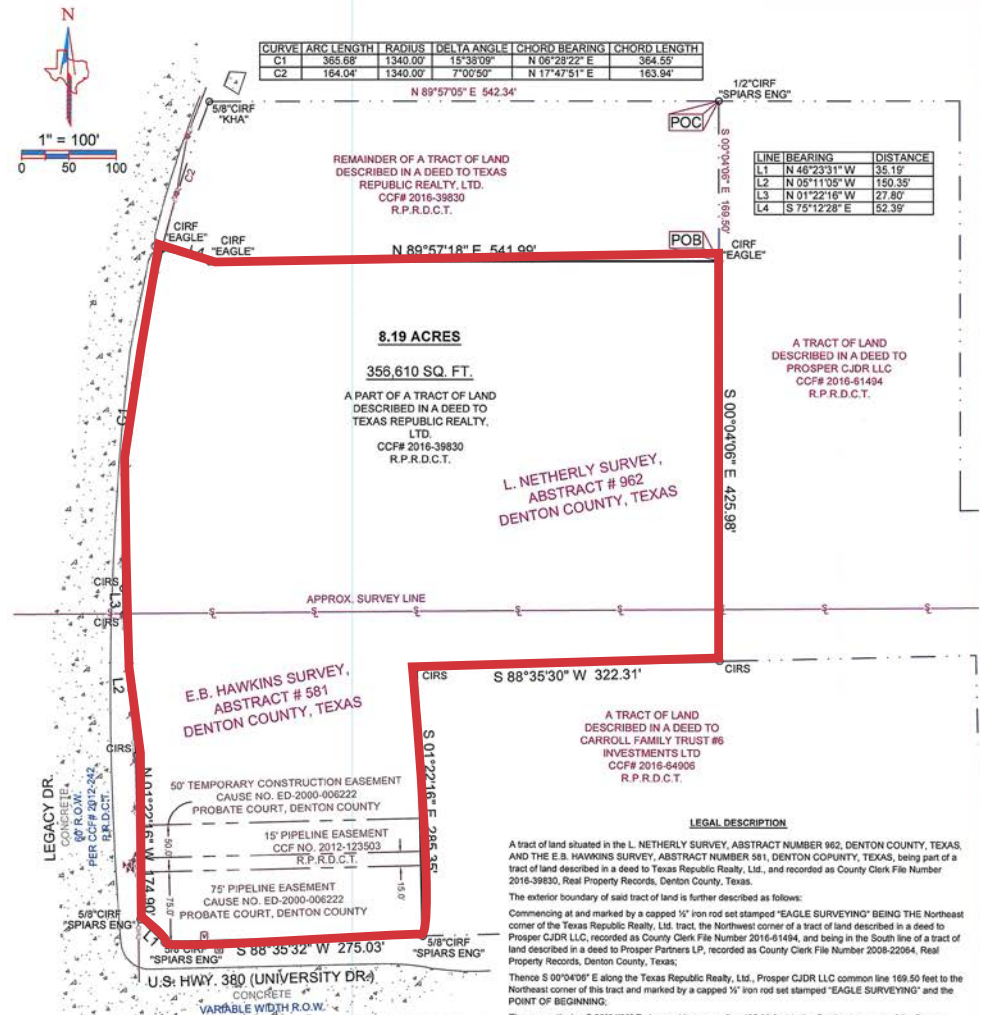 N
1" = 100'
0 50 100
CURVE ARC LENGTH RADIUS DELTA ANGLE CHORD BEARING CHORD LENGTH
C1 365.68' 1340.00' 15°38'09" N 06°28'22" E 364.55'
C2 164.04' 1340.00' 7°00'50" N 17°47'51" E 163.94'
N 89°57'05" E 542.34'
5/8"CIRF
"KHA"
1/2"CIRF
"SPIARS ENG"
POC
C2
S 00°04'06" E 169.50'
REMAINDER OF A TRACT OF LAND
DESCRIBED IN A DEED TO TEXAS
REPUBLIC REALTY, LTD.
CCF# 2016-39830
R.P.R.D.C.T.
LINE BEARING DISTANCE
L1 N 46°23'31" W 35.19'
L2 N 05°11'05" W 150.35'
L3 N 01°22'16" W 27.80'
L4 S 75°12'28" E 52.39'
CIRF
"EAGLE"
CIRF
"EAGLE"
N 89°57'18" E 541.99'
POB
CIRF
"EAGLE"
8.19 ACRES
356,610 SQ. FT.
A PART OF A TRACT OF LAND
DESCRIBED IN A DEED TO
TEXAS REPUBLIC REALTY,
LTD.
CCF# 2016-39830
R.P.R.D.C.T.
A TRACT OF LAND
DESCRIBED IN A DEED TO
PROSPER CJDR LLC
CCF# 2016-61494
R.P.R.D.C.T.
S 00°04'06" E 425.98'
L. NETHERLY SURVEY,
ABSTRACT # 962
DENTON COUNTY, TEXAS
CIRS
L3
CIRS
APPROX. SURVEY LINE
L2
E.B. HAWKINS SURVEY,
ABSTRACT # 581
DENTON COUNTY, TEXAS
CIRS
S 88°35'30" W 322.31'
CIRS
CIRS
A TRACT OF LAND
DESCRIBED IN A DEED TO
CARROLL FAMILY TRUST #6
INVESTMENTS LTD
CCF# 2016-64906
R.P.R.D.C.T.
S 01°22'16" E 285.35'
N 01°22'16" W 174.90'
LEGACY DR.
CONCRETE
60' R.O.W.
PER CCF# 2012-242
R.P.R.D.C.T.
50' TEMPORARY CONSTRUCTION EASEMENT
CAUSE NO. ED-2000-006222
PROBATE COURT, DENTON COUNTY
50.0'
15' PIPELINE EASEMENT
CCF NO. 2012-123503
R.P.R.D.C.T.
15.0'
75' PIPELINE EASEMENT
CAUSE NO. ED-2000-006222
PROBATE COURT, DENTON COUNTY
75.0'
5/8"CIRF
"SPIARS ENG"
L1
"SPIARS ENG"
S 88°35'32" W 275.03'
5/8"CIRF
"SPIARS ENG"
U.S. HWY. 380 (UNIVERSITY DR.)
CONCRETE
VARIABLE WIDTH R.O.W.
LEGAL DESCRIPTION
A tract of land situated in the L. NETHERLY SURVEY, ABSTRACT NUMBER 962, DENTON COUNTY, TEXAS,
AND THE E.B. HAWKINS SURVEY, ABSTRACT NUMBER 581, DENTON COPUNTY, TEXAS, being part of a
tract of land described in a deed to Texas Republic Realty, Ltd., and recorded as County Clerk File Number
2016-39830, Real Property Records, Denton County, Texas.
The exterior boundary of said tract of land is further described as follows:
Commencing at and marked by a capped ½" iron rod set stamped "EAGLE SURVEYING" BEING THE Northeast
corner of the Texas Republic Realty, Ltd. tract, the Northwest corner of a tract of land described in a deed to
Prosper CJDR LLC, recorded as County Clerk File Number 2016-61494, and being in the South line of a tract of
land described in a deed to Prosper Partners LP, recorded as County Clerk File Number 2008-22064, Real
Property Records, Denton County, Texas;
Thence S 00°04'06" E along the Texas Republic Realty, Ltd., Prosper CJDR LLC common line 169.50 feet to the
Northeast corner of this tract and marked by a capped ½" iron rod set stamped "EAGLE SURVEYING" and the
POINT OF BEGINNING;